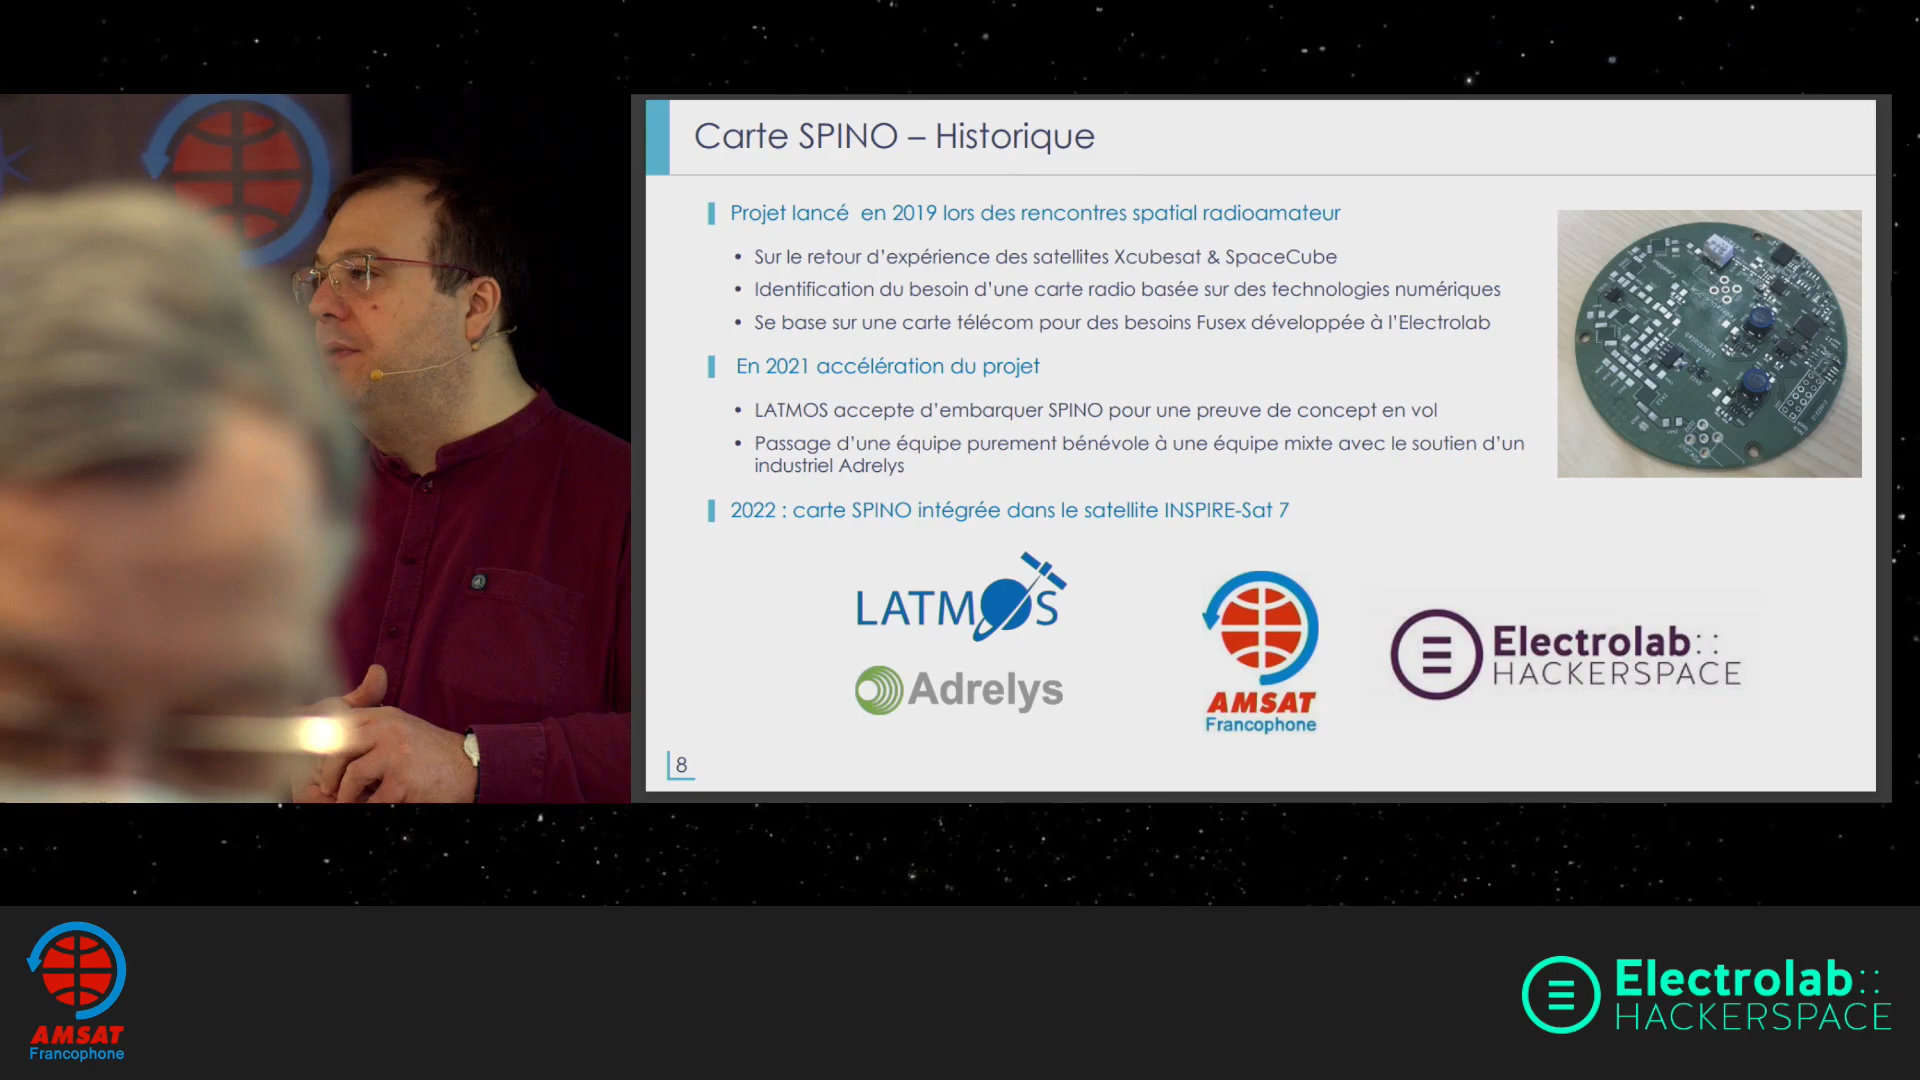 Carte SPINO – Historique
Projet lancé en 2019 lors des rencontres spatial radioamateur
• Sur le retour d'expérience des satellites Xcubesat & SpaceCube
• Identification du besoin d'une carte radio basée sur des technologies numériques
• Se base sur une carte télécom pour des besoins Fusex développée à l'Electrolab
En 2021 accélération du projet
• LATMOS accepte d'embarquer SPINO pour une preuve de concept en vol
• Passage d'une équipe purement bénévole à une équipe mixte avec le soutien d'un
industriel Adrelys
2022 : carte SPINO intégrée dans le satellite INSPIRE-Sat 7
LATMOS
Adrelys
AMSAT
Francophone
Electrolab::
HACKERSPACE
8
AMSAT
Francophone
Electrolab::
HACKERSPACE